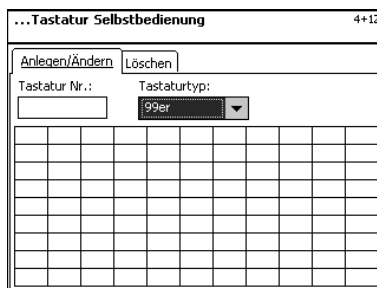 ...Tastatur Selbstbedienung 4+12
Anlegen/Ändern Löschen
Tastatur Nr.: Tastaturtyp:
99er